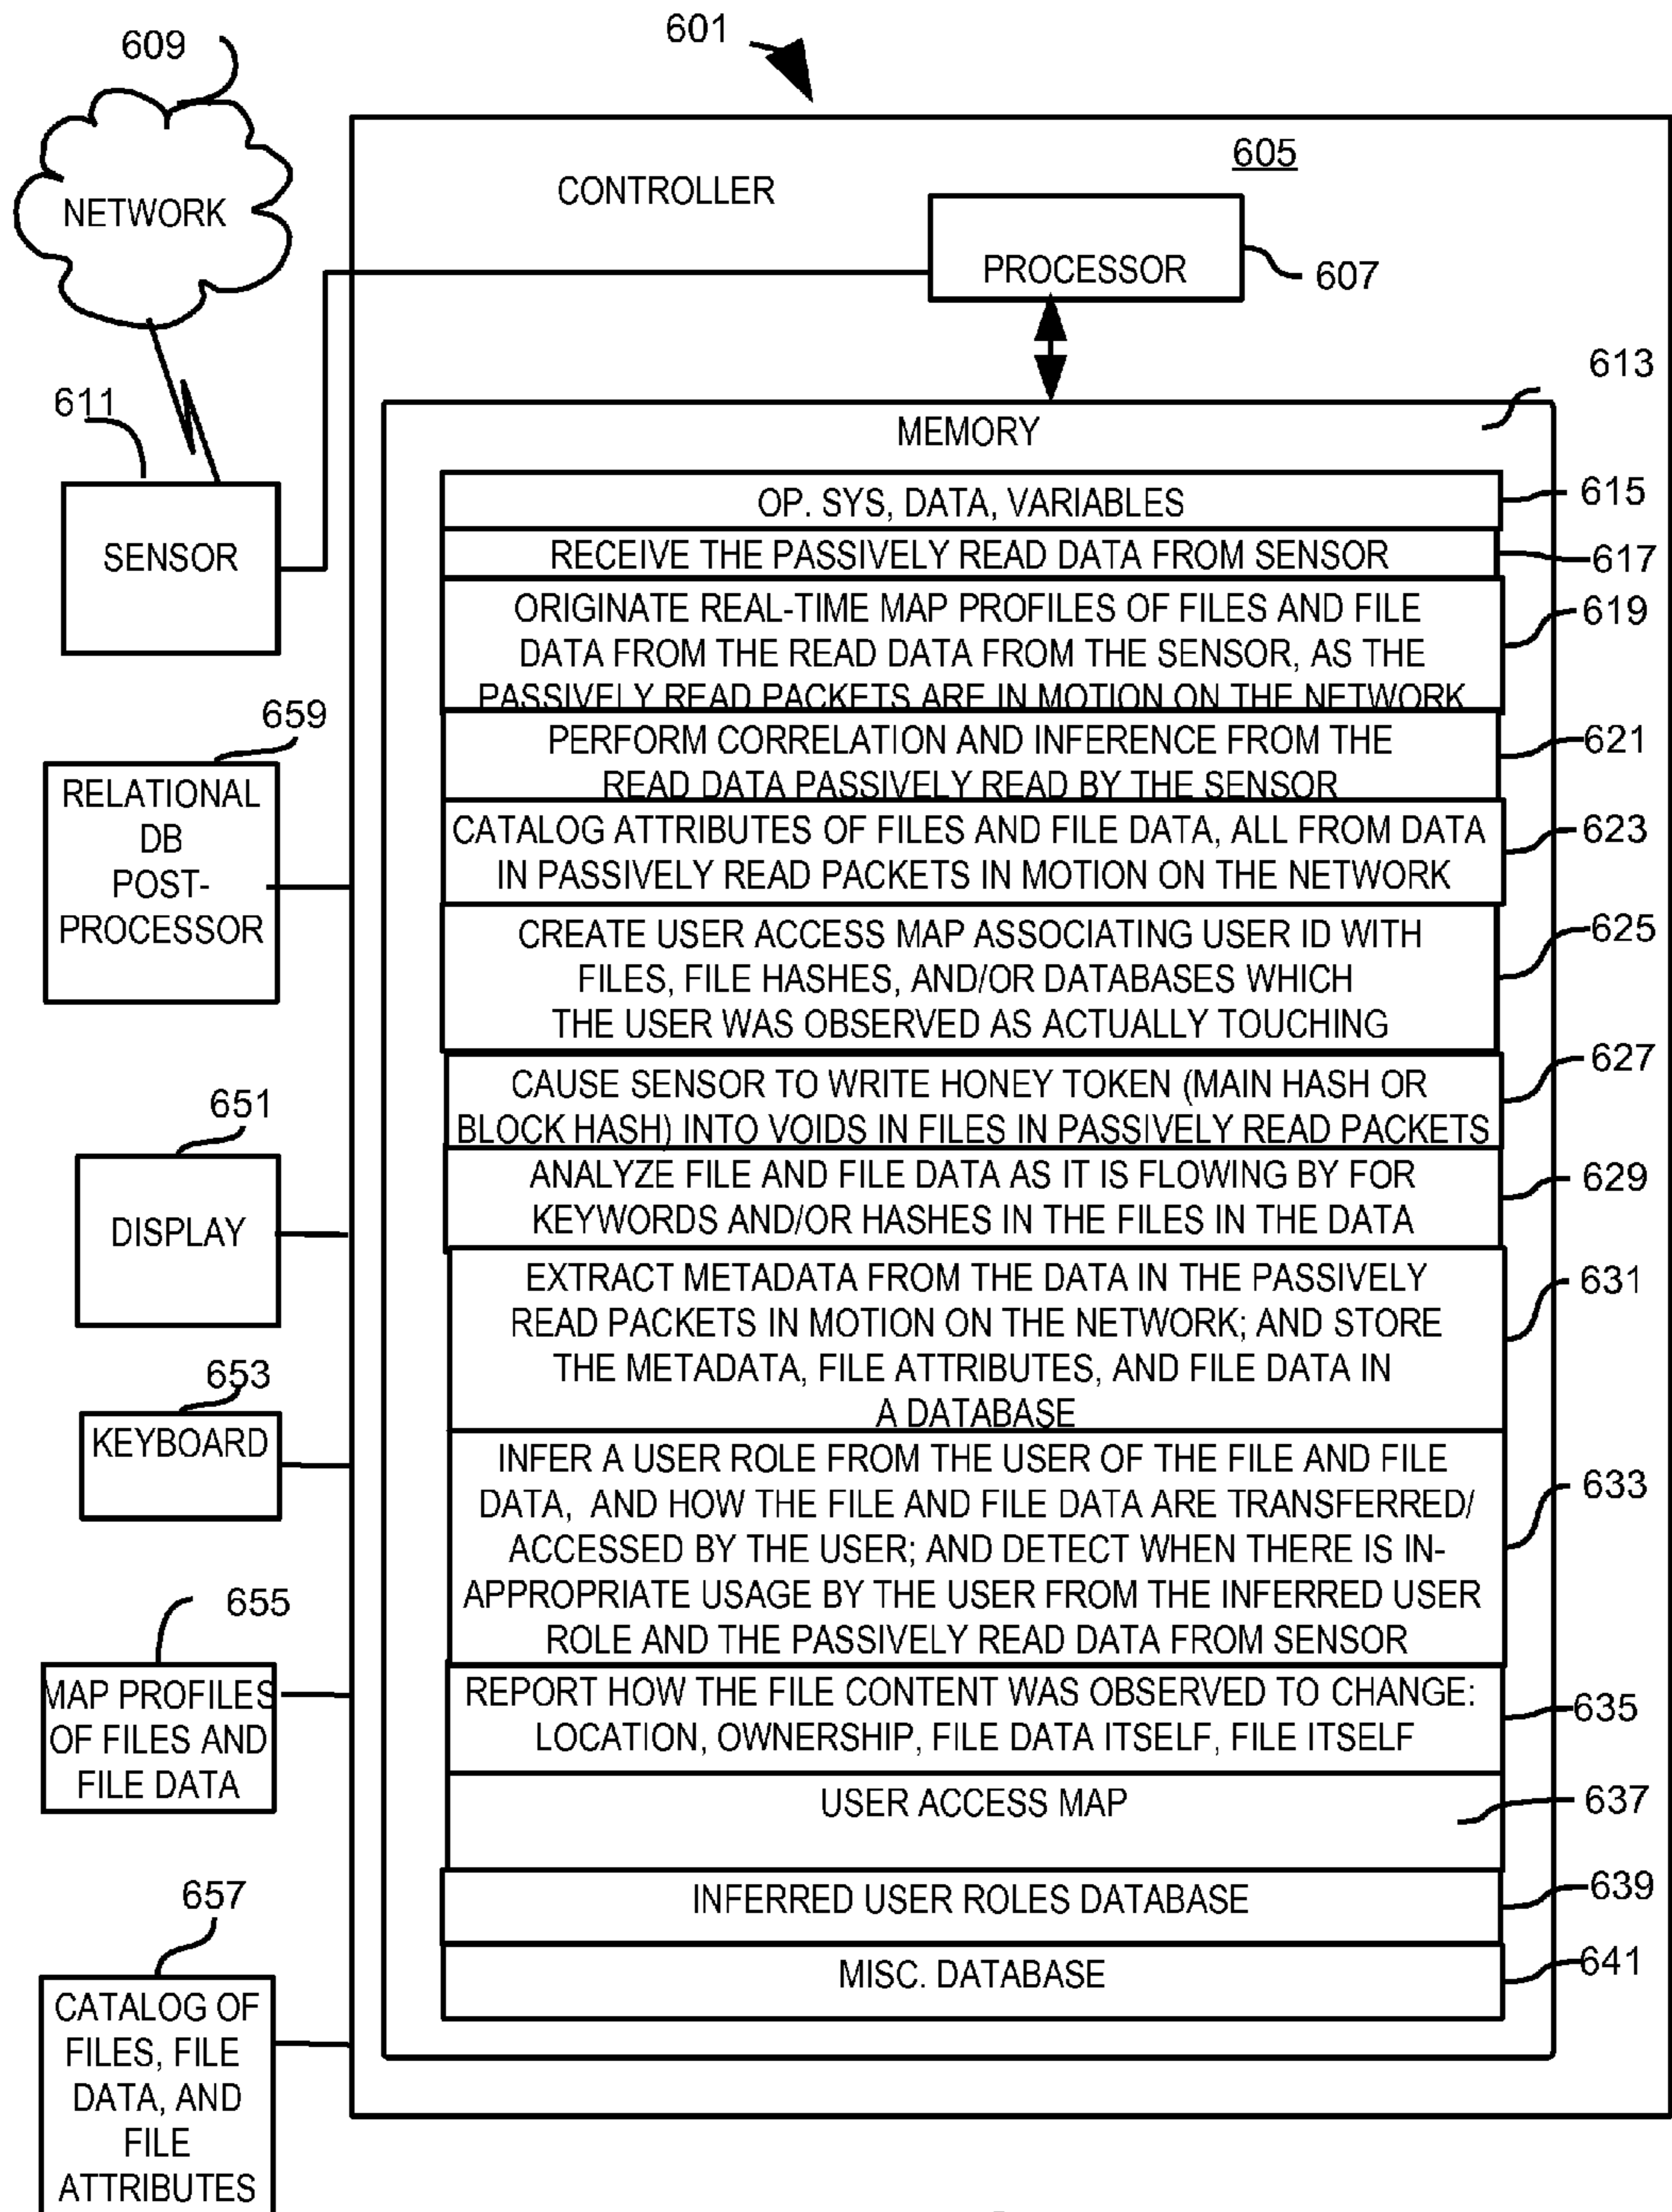 609
601
605
CONTROLLER
NETWORK
PROCESSOR
607
613
611
MEMORY
SENSOR
OP. SYS, DATA, VARIABLES
615
RECEIVE THE PASSIVELY READ DATA FROM SENSOR
617
ORIGINATE REAL-TIME MAP PROFILES OF FILES AND FILE
DATA FROM THE READ DATA FROM THE SENSOR, AS THE
PASSIVELY READ PACKETS ARE IN MOTION ON THE NETWORK
619
659
RELATIONAL
DB
POST-
PROCESSOR
PERFORM CORRELATION AND INFERENCE FROM THE
READ DATA PASSIVELY READ BY THE SENSOR
621
CATALOG ATTRIBUTES OF FILES AND FILE DATA, ALL FROM DATA
IN PASSIVELY READ PACKETS IN MOTION ON THE NETWORK
623
CREATE USER ACCESS MAP ASSOCIATING USER ID WITH
FILES, FILE HASHES, AND/OR DATABASES WHICH
THE USER WAS OBSERVED AS ACTUALLY TOUCHING
625
CAUSE SENSOR TO WRITE HONEY TOKEN (MAIN HASH OR
BLOCK HASH) INTO VOIDS IN FILES IN PASSIVELY READ PACKETS
627
651
DISPLAY
ANALYZE FILE AND FILE DATA AS IT IS FLOWING BY FOR
KEYWORDS AND/OR HASHES IN THE FILES IN THE DATA
629
EXTRACT METADATA FROM THE DATA IN THE PASSIVELY
READ PACKETS IN MOTION ON THE NETWORK; AND STORE
THE METADATA, FILE ATTRIBUTES, AND FILE DATA IN
A DATABASE
631
653
KEYBOARD
INFER A USER ROLE FROM THE USER OF THE FILE AND FILE
DATA, AND HOW THE FILE AND FILE DATA ARE TRANSFERRED/
ACCESSED BY THE USER; AND DETECT WHEN THERE IS IN-
APPROPRIATE USAGE BY THE USER FROM THE INFERRED USER
ROLE AND THE PASSIVELY READ DATA FROM SENSOR
633
655
MAP PROFILES
OF FILES AND
FILE DATA
REPORT HOW THE FILE CONTENT WAS OBSERVED TO CHANGE:
LOCATION, OWNERSHIP, FILE DATA ITSELF, FILE ITSELF
635
USER ACCESS MAP
637
657
INFERRED USER ROLES DATABASE
639
MISC. DATABASE
641
CATALOG OF
FILES, FILE
DATA, AND
FILE
ATTRIBUTES